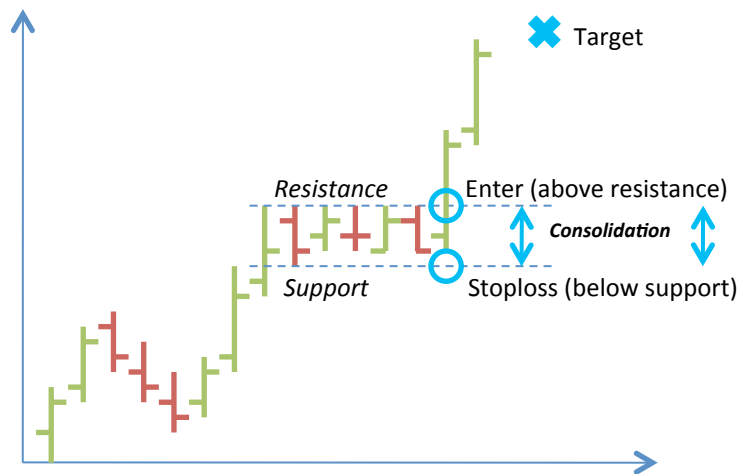 Target
Resistance
Enter (above resistance)
Consolidation
Support
Stoploss (below support)